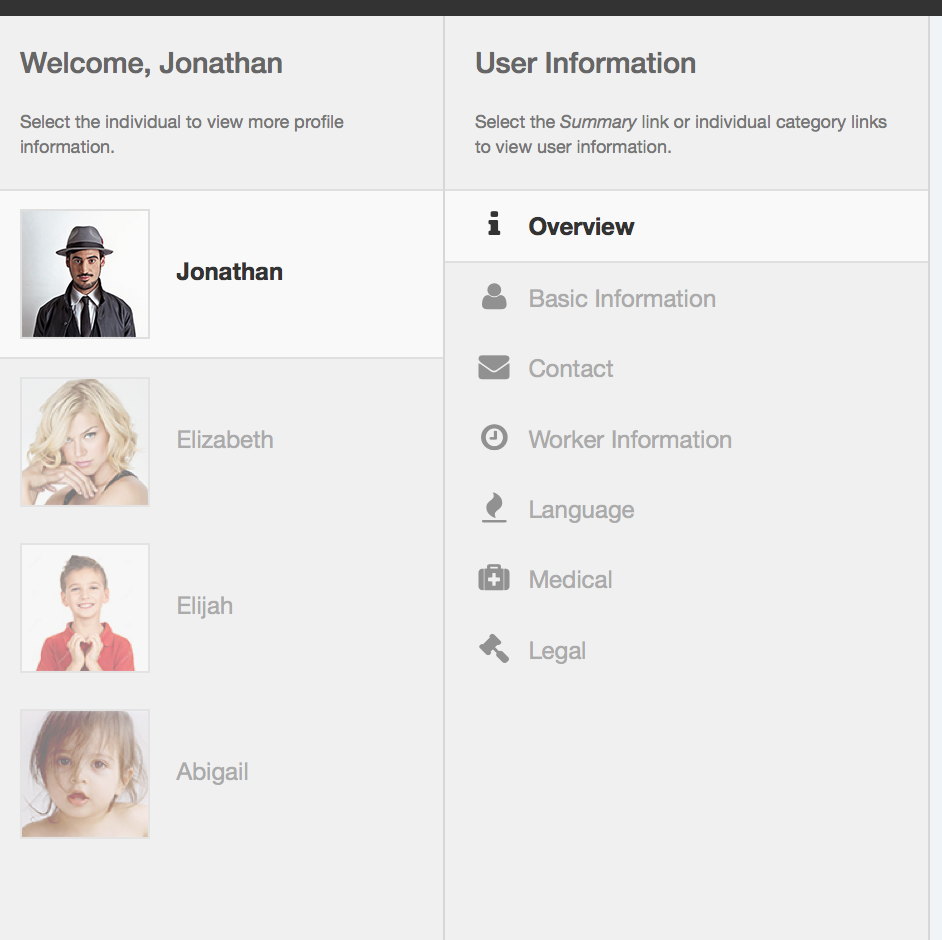 Welcome, Jonathan
Select the individual to view more profile
information.
Jonathan
Elizabeth
Elijah
Abigail
User Information
Select the Summary link or individual category links
to view user information.
Overview
Basic Information
Contact
Worker Information
Language
Medical
Legal